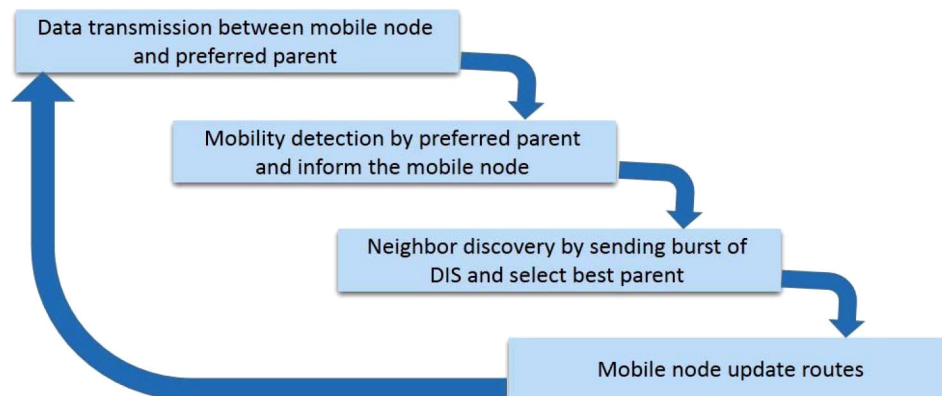 Data transmission between mobile node
and preferred parent
Mobility detection by preferred parent
and inform the mobile node
Neighbor discovery by sending burst of
DIS and select best parent
Mobile node update routes